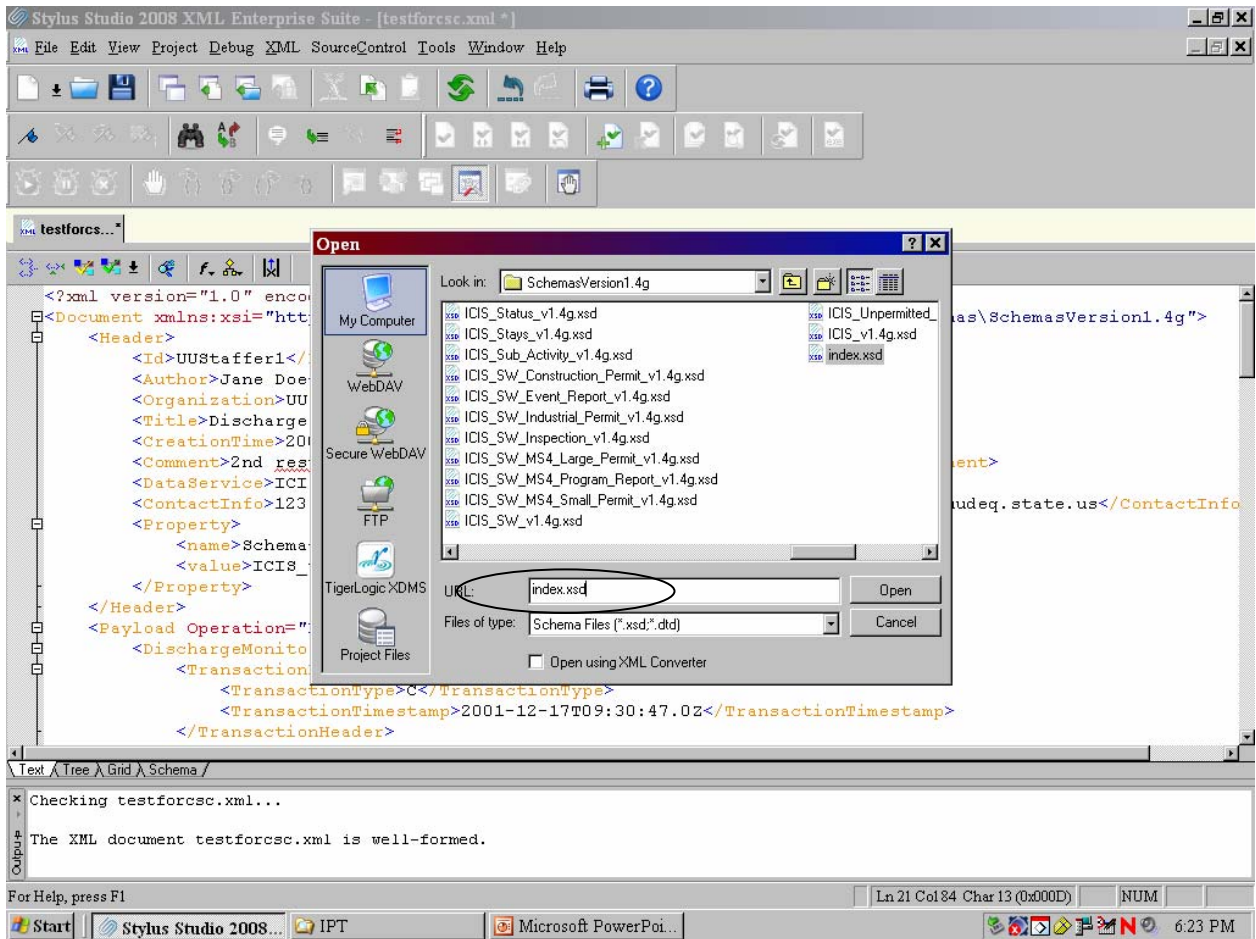 Stylus Studio 2008 XML Enterprise Suite - [testforcsc.xml *]
File Edit View Project Debug XML SourceControl Tools Window Help
testforcs...*
<?xml version="1.0" enco
<Document xmlns:xsi="htt as\SchemasVersion1.4g">
<Header>
<Id>UUStaffer1</
<Author>Jane Doe
<Organization>UU
<Title>Discharge
<CreationTime>20
<Comment>2nd res ent>
<DataService>ICI
<ContactInfo>123 udeq.state.us</ContactInfo
<Property>
<name>Schema
<value>ICIS_
</Property>
</Header>
<Payload Operation="
<DischargeMonito
<Transaction
<TransactionType>C</TransactionType>
<TransactionTimestamp>2001-12-17T09:30:47.0Z</TransactionTimestamp>
</TransactionHeader>
Open
Look in: SchemasVersion1.4g
My Computer
WebDAV
Secure WebDAV
FTP
TigerLogic XDMS
Project Files
ICIS_Status_v1.4g.xsd
ICIS_Stays_v1.4g.xsd
ICIS_Sub_Activity_v1.4g.xsd
ICIS_SW_Construction_Permit_v1.4g.xsd
ICIS_SW_Event_Report_v1.4g.xsd
ICIS_SW_Industrial_Permit_v1.4g.xsd
ICIS_SW_Inspection_v1.4g.xsd
ICIS_SW_MS4_Large_Permit_v1.4g.xsd
ICIS_SW_MS4_Program_Report_v1.4g.xsd
ICIS_SW_MS4_Small_Permit_v1.4g.xsd
ICIS_SW_v1.4g.xsd
ICIS_Unpermitted_
ICIS_v1.4g.xsd
index.xsd
URL: index.xsd Open
Files of type: Schema Files (*.xsd;*.dtd) Cancel
Open using XML Converter
Text Tree Grid Schema
Checking testforcsc.xml...
The XML document testforcsc.xml is well-formed.
Output
For Help, press F1 Ln 21 Col 84 Char 13 (0x000D) NUM
Start Stylus Studio 2008... IPT Microsoft PowerPoi... 6:23 PM